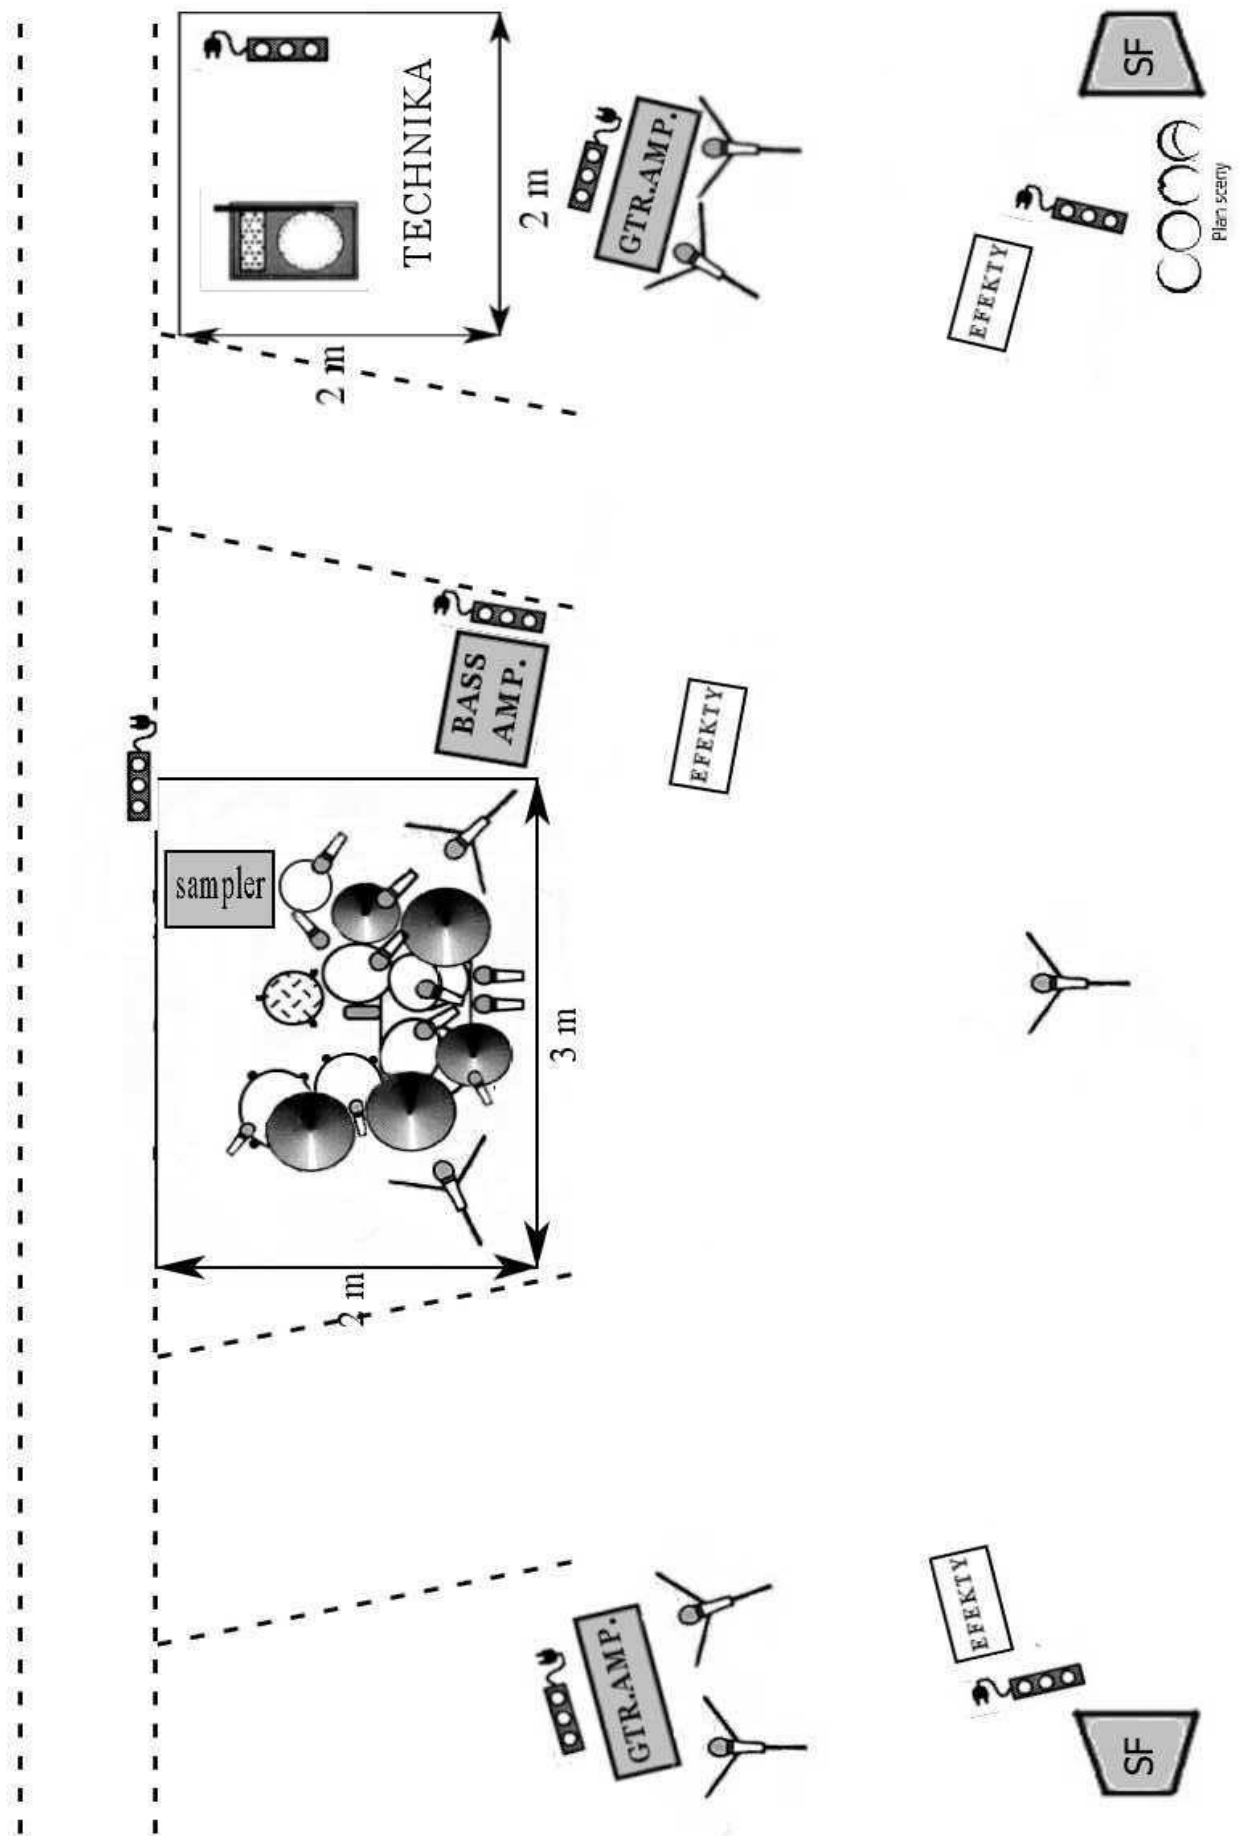 sampler
2 m
2 m
TECHNIKA
BASS
AMP.
2 m
3 m
GTR.AMP.
GTR.AMP.
EFEKTY
EFEKTY
EFEKTY
SF
SF
Plan sceny